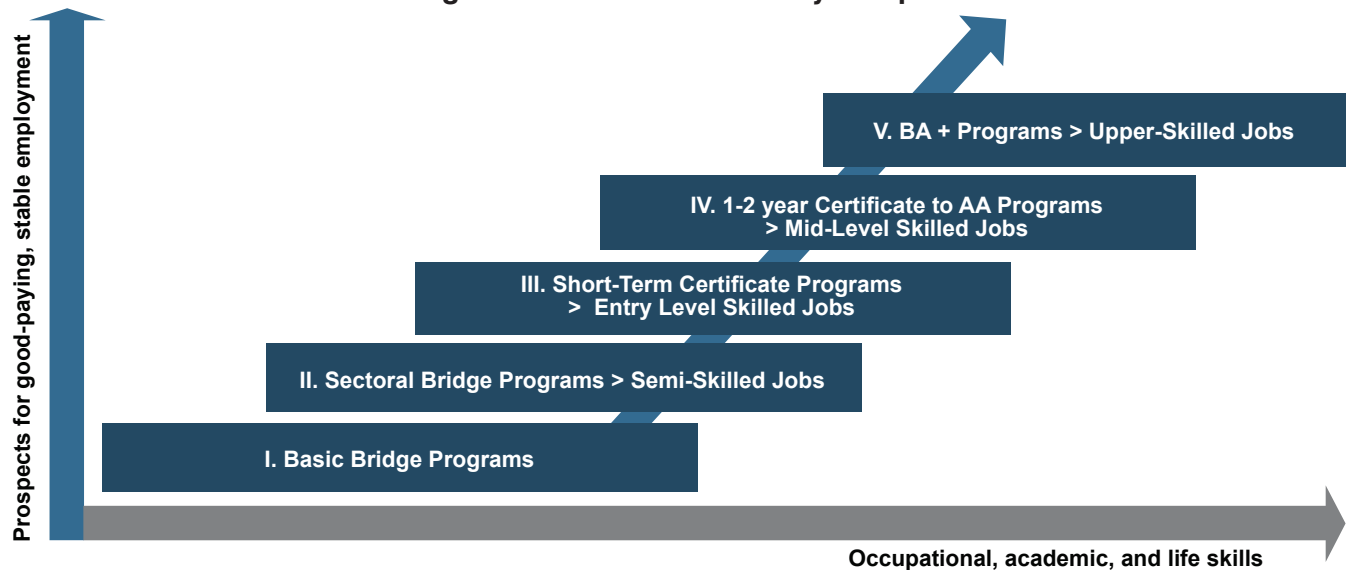 Prospects for good-paying, stable employment
V. BA + Programs > Upper-Skilled Jobs
IV. 1-2 year Certificate to AA Programs
> Mid-Level Skilled Jobs
III. Short-Term Certificate Programs
> Entry Level Skilled Jobs
II. Sectoral Bridge Programs > Semi-Skilled Jobs
I. Basic Bridge Programs
Occupational, academic, and life skills